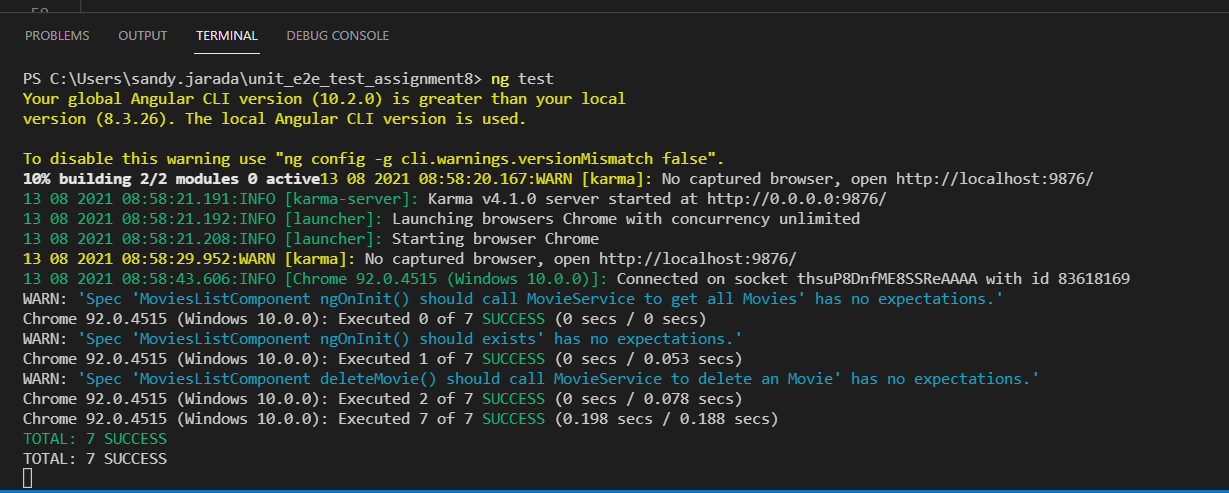 PROBLEMS OUTPUT TERMINAL DEBUG CONSOLE
PS C:\Users\sandy.jarada\unit_e2e_test_assignment8> ng test
Your global Angular CLI version (10.2.0) is greater than your local
version (8.3.26). The local Angular CLI version is used.
To disable this warning use "ng config -g cli.warnings.versionMismatch false".
10% building 2/2 modules 0 active13 08 2021 08:58:20.167:WARN [karma]: No captured browser, open http://localhost:9876/
13 08 2021 08:58:21.191:INFO [karma-server]: Karma v4.1.0 server started at http://0.0.0.0:9876/
13 08 2021 08:58:21.192:INFO [launcher]: Launching browsers Chrome with concurrency unlimited
13 08 2021 08:58:21.208:INFO [launcher]: Starting browser Chrome
13 08 2021 08:58:29.952:WARN [karma]: No captured browser, open http://localhost:9876/
13 08 2021 08:58:43.606:INFO [Chrome 92.0.4515 (Windows 10.0.0)]: Connected on socket thsuP8DnfME8SSReAAAA with id 83618169
WARN: 'Spec 'MoviesListComponent ngOnInit() should call MovieService to get all Movies' has no expectations.'
Chrome 92.0.4515 (Windows 10.0.0): Executed 0 of 7 SUCCESS (0 secs / 0 secs)
WARN: 'Spec 'MoviesListComponent ngOnInit() should exists' has no expectations.'
Chrome 92.0.4515 (Windows 10.0.0): Executed 1 of 7 SUCCESS (0 secs / 0.053 secs)
WARN: 'Spec 'MoviesListComponent deleteMovie() should call MovieService to delete an Movie' has no expectations.'
Chrome 92.0.4515 (Windows 10.0.0): Executed 2 of 7 SUCCESS (0 secs / 0.078 secs)
Chrome 92.0.4515 (Windows 10.0.0): Executed 7 of 7 SUCCESS (0.198 secs / 0.188 secs)
TOTAL: 7 SUCCESS
TOTAL: 7 SUCCESS